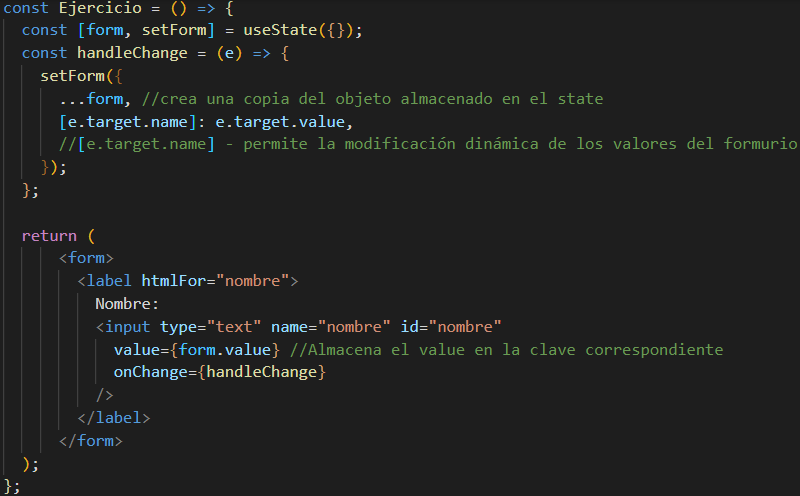 const Ejercicio = () => {
  const [form, setForm] = useState({});
  const handleChange = (e) => {
    setForm({
      ...form, //crea una copia del objeto almacenado en el state
      [e.target.name]: e.target.value,
      //[e.target.name] - permite la modificación dinámica de los valores del formurio
    });
  };

  return (
      <form>
        <label htmlFor="nombre">
          Nombre:
          <input type="text" name="nombre" id="nombre"
            value={form.value} //Almacena el value en la clave correspondiente
            onChange={handleChange}
          />
        </label>
      </form>
  );
};